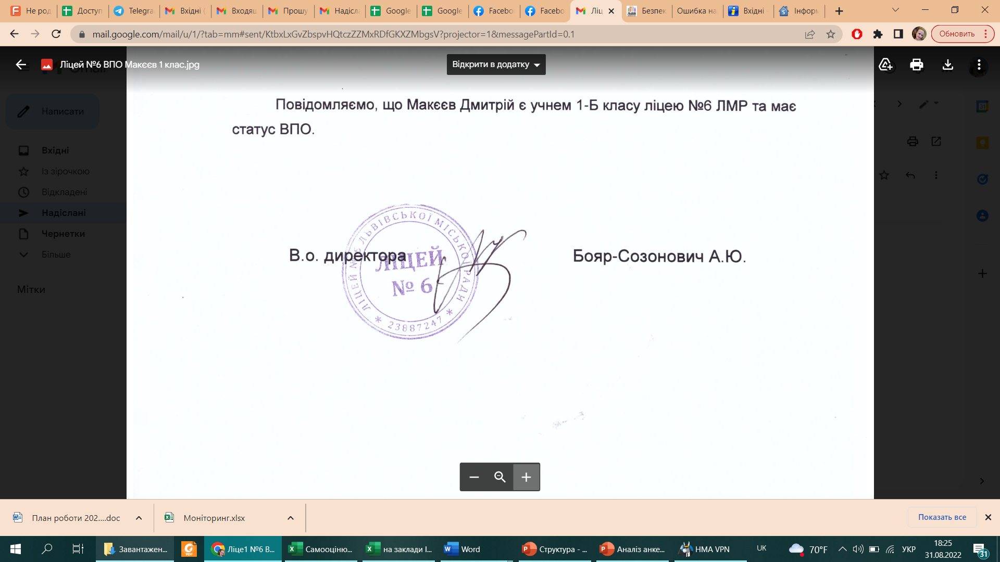 Не род
Доступ
Telegra
Вхідні (
Входящ
Прошу
Надісла
Google
Google
Facebo
Facebo
Ліц
Безпек
Ошибка на
Вхідні -
Інформ
mail.google.com/mail/u/1/?tab=mm#sent/KtbxLxGvZbspvHQtczZZMxRDfGKXZMbgsV?projector=1&messagePartId=0.1
Обновить
Ліцей №6 ВПО Макєєв 1 клас.jpg
Відкрити в додатку
Написати
Вхідні
Із зірочкою
Відкладені
Надіслані
Чернетки
Більше
Мітки
Повідомляємо, що Макєєв Дмитрій є учнем 1-Б класу ліцею №6 ЛМР та має
статус ВПО.
В.о. директора
Бояр-Созонович А.Ю.
ЛІЦЕЙ № 6 ЛЬВІВСЬКОЇ МІСЬКОЇ РАДИ
* 23887247 *
ЛІЦЕЙ
№ 6
План роботи 202....doc
Моніторинг.xlsx
Показать все
Завантажен...
Ліце1 №6 В...
Самооціню...
на заклади І...
Word
Структура - ...
Аналіз анке...
HMA VPN
UK
70°F
УКР
18:25
31.08.2022
31